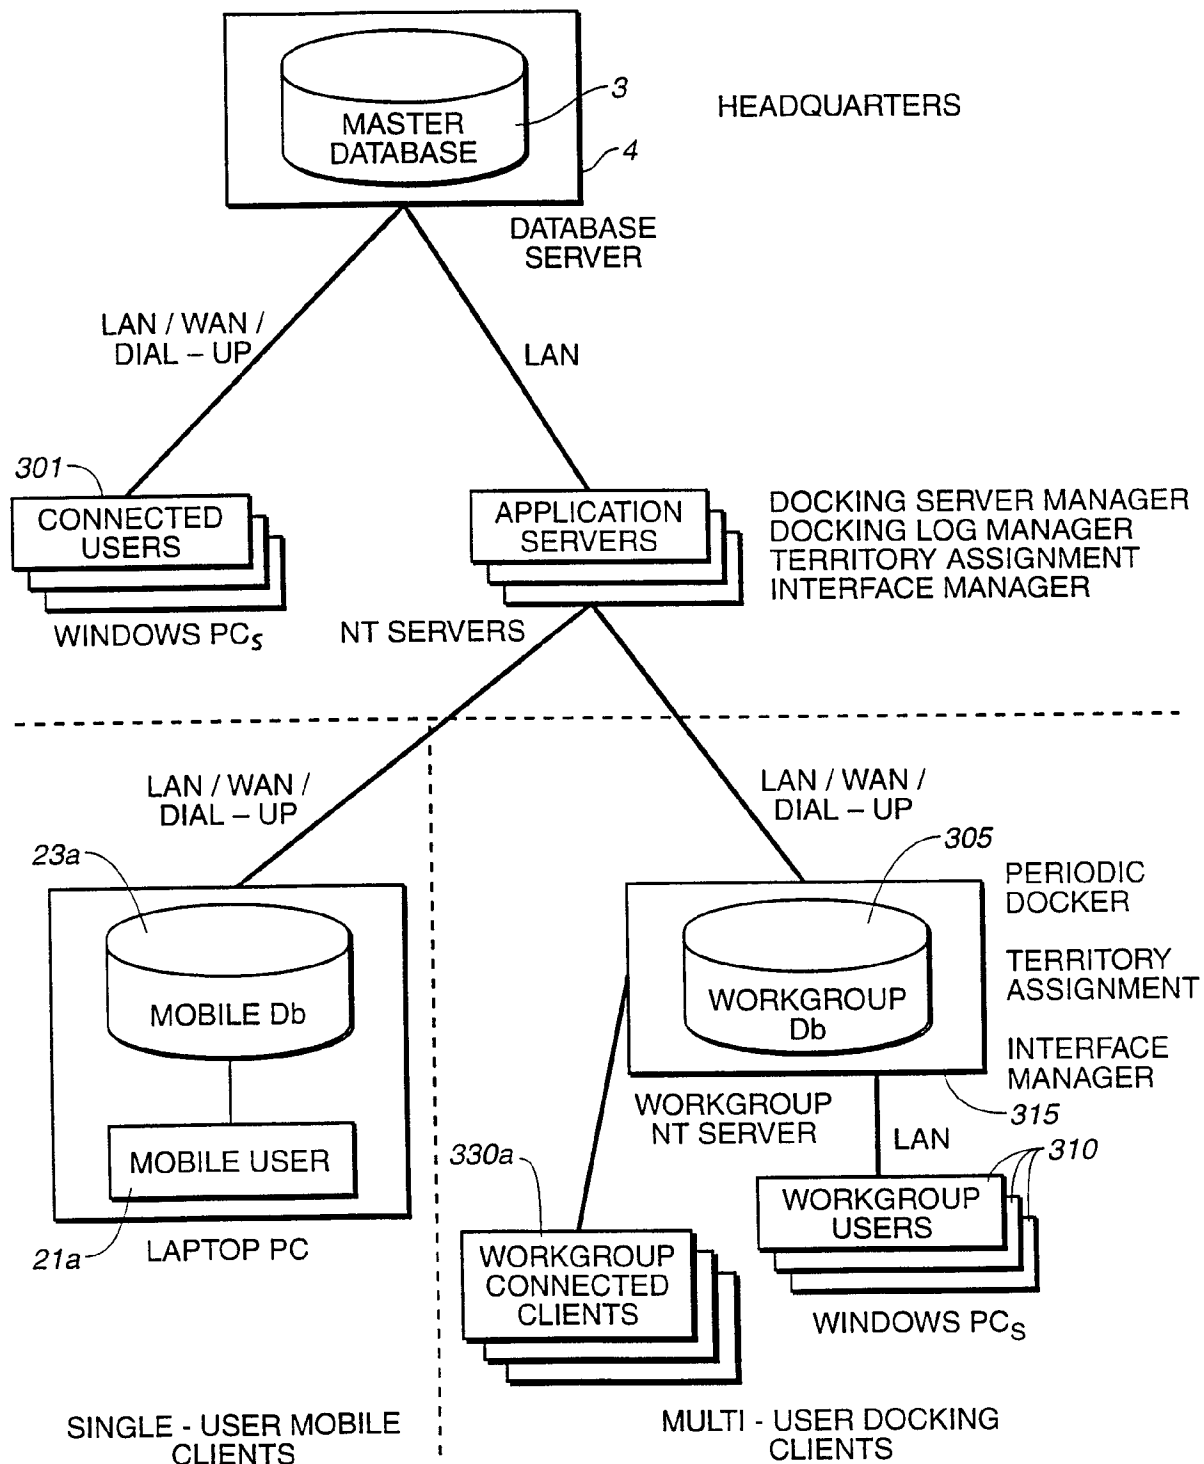 MASTER
DATABASE
3
4
HEADQUARTERS
DATABASE
SERVER
LAN / WAN /
DIAL – UP
LAN
301
CONNECTED
USERS
WINDOWS PCS
APPLICATION
SERVERS
NT SERVERS
DOCKING SERVER MANAGER
DOCKING LOG MANAGER
TERRITORY ASSIGNMENT
INTERFACE MANAGER
LAN / WAN /
DIAL – UP
23a
MOBILE Db
MOBILE USER
21a
LAPTOP PC
SINGLE - USER MOBILE
CLIENTS
LAN / WAN /
DIAL – UP
305
WORKGROUP
Db
PERIODIC
DOCKER
TERRITORY
ASSIGNMENT
INTERFACE
MANAGER
315
WORKGROUP
NT SERVER
LAN
310
WORKGROUP
USERS
WINDOWS PCS
330a
WORKGROUP
CONNECTED
CLIENTS
MULTI - USER DOCKING
CLIENTS